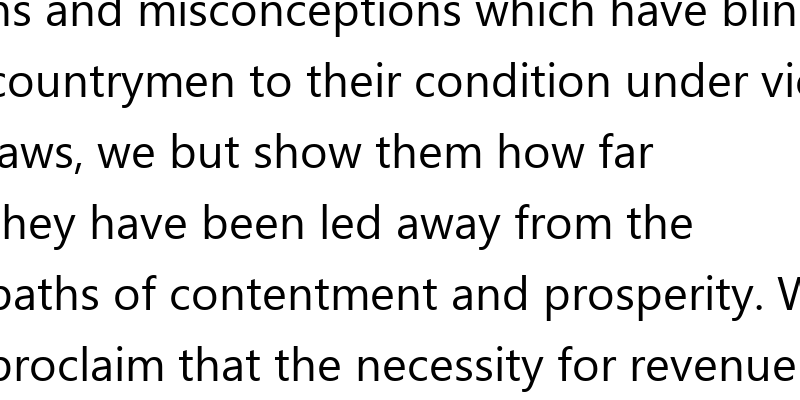 ns and misconceptions which have blin
countrymen to their condition under vic
aws, we but show them how far
hey have been led away from the
paths of contentment and prosperity. W
proclaim that the necessity for revenue